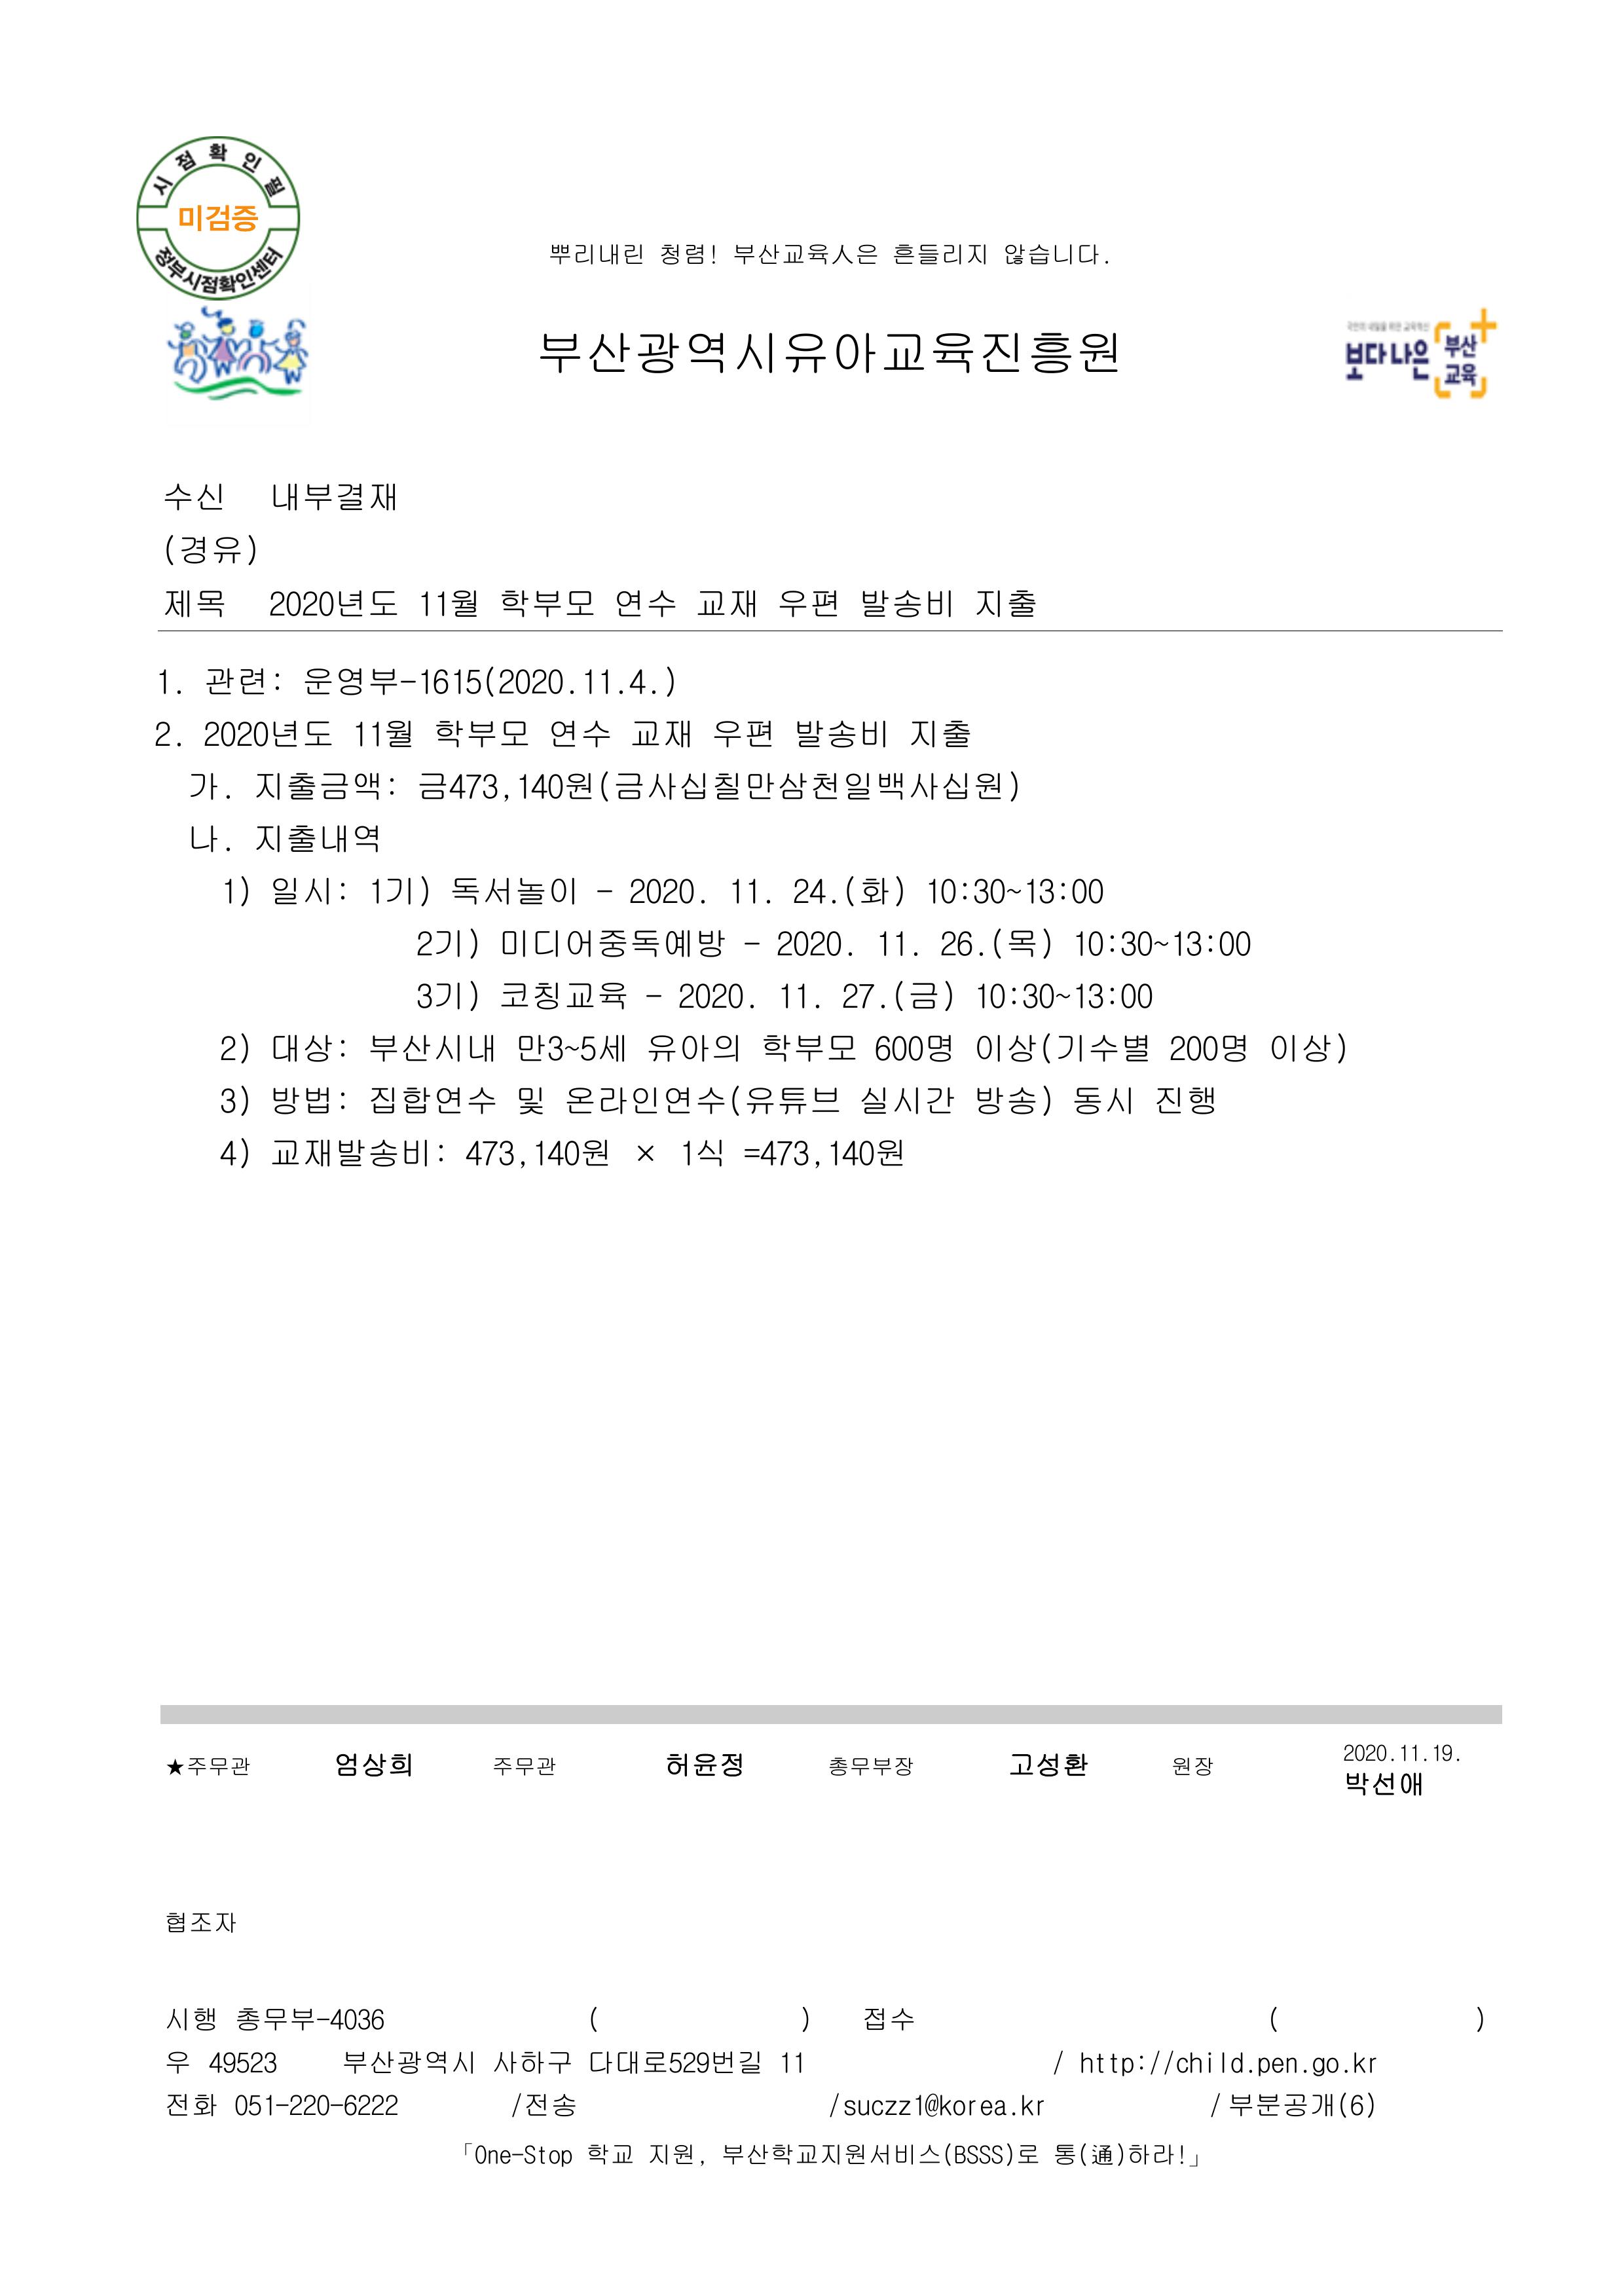 시점확인필
미검증
정부시점확인센터
뿌리내린 청렴! 부산교육人은 흔들리지 않습니다.
부산광역시유아교육진흥원
보다 나은 부산 교육
수신 내부결재
(경유)
제목 2020년도 11월 학부모 연수 교재 우편 발송비 지출
1. 관련: 운영부-1615(2020.11.4.)
2. 2020년도 11월 학부모 연수 교재 우편 발송비 지출
가. 지출금액: 금473,140원(금사십칠만삼천일백사십원)
나. 지출내역
1) 일시: 1기) 독서놀이 - 2020. 11. 24.(화) 10:30~13:00
2기) 미디어중독예방 - 2020. 11. 26.(목) 10:30~13:00
3기) 코칭교육 - 2020. 11. 27.(금) 10:30~13:00
2) 대상: 부산시내 만3~5세 유아의 학부모 600명 이상(기수별 200명 이상)
3) 방법: 집합연수 및 온라인연수(유튜브 실시간 방송) 동시 진행
4) 교재발송비: 473,140원 × 1식 =473,140원
★주무관 엄상희 주무관 허윤정 총무부장 고성환 원장 2020.11.19. 박선애
협조자
시행 총무부-4036 ( ) 접수 ( )
우 49523 부산광역시 사하구 다대로529번길 11 / http://child.pen.go.kr
전화 051-220-6222 /전송 /suczz1@korea.kr / 부분공개(6)
「One-Stop 학교 지원, 부산학교지원서비스(BSSS)로 통(通)하라!」